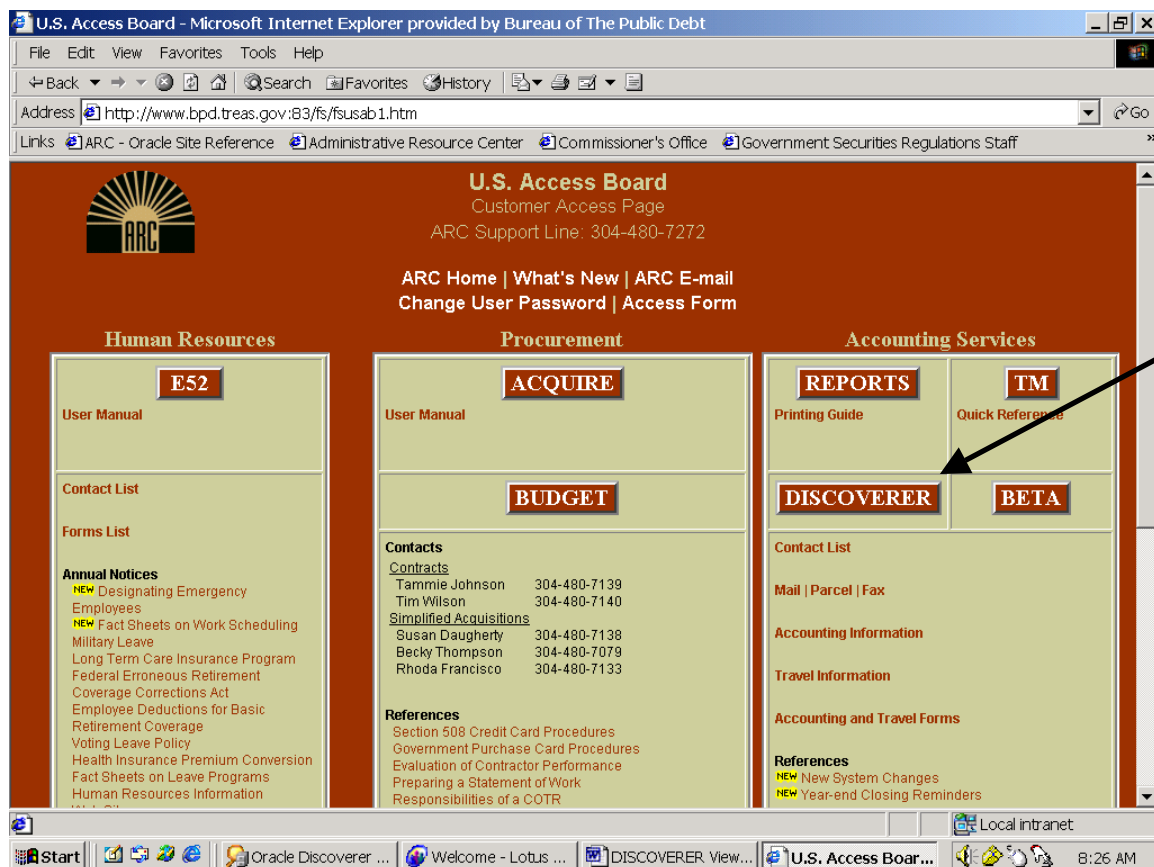 U.S. Access Board - Microsoft Internet Explorer provided by Bureau of The Public Debt
File Edit View Favorites Tools Help
Back Search Favorites History
Address http://www.bpd.treas.gov:83/fs/fsusab1.htm Go
Links ARC - Oracle Site Reference Administrative Resource Center Commissioner's Office Government Securities Regulations Staff »
ARC
U.S. Access Board
Customer Access Page
ARC Support Line: 304-480-7272
ARC Home | What's New | ARC E-mail
Change User Password | Access Form
Human Resources
E52
User Manual
Contact List
Forms List
Annual Notices
NEW Designating Emergency
Employees
NEW Fact Sheets on Work Scheduling
Military Leave
Long Term Care Insurance Program
Federal Erroneous Retirement
Coverage Corrections Act
Employee Deductions for Basic
Retirement Coverage
Voting Leave Policy
Health Insurance Premium Conversion
Fact Sheets on Leave Programs
Human Resources Information
Procurement
ACQUIRE
User Manual
BUDGET
Contacts
Contracts
Tammie Johnson 304-480-7139
Tim Wilson 304-480-7140
Simplified Acquisitions
Susan Daugherty 304-480-7138
Becky Thompson 304-480-7079
Rhoda Francisco 304-480-7133
References
Section 508 Credit Card Procedures
Government Purchase Card Procedures
Evaluation of Contractor Performance
Preparing a Statement of Work
Responsibilities of a COTR
Accounting Services
REPORTS TM
Printing Guide Quick Reference
DISCOVERER BETA
Contact List
Mail | Parcel | Fax
Accounting Information
Travel Information
Accounting and Travel Forms
References
NEW New System Changes
NEW Year-end Closing Reminders
Local intranet
Start Oracle Discoverer ... Welcome - Lotus ... DISCOVERER View... U.S. Access Boar... 8:26 AM